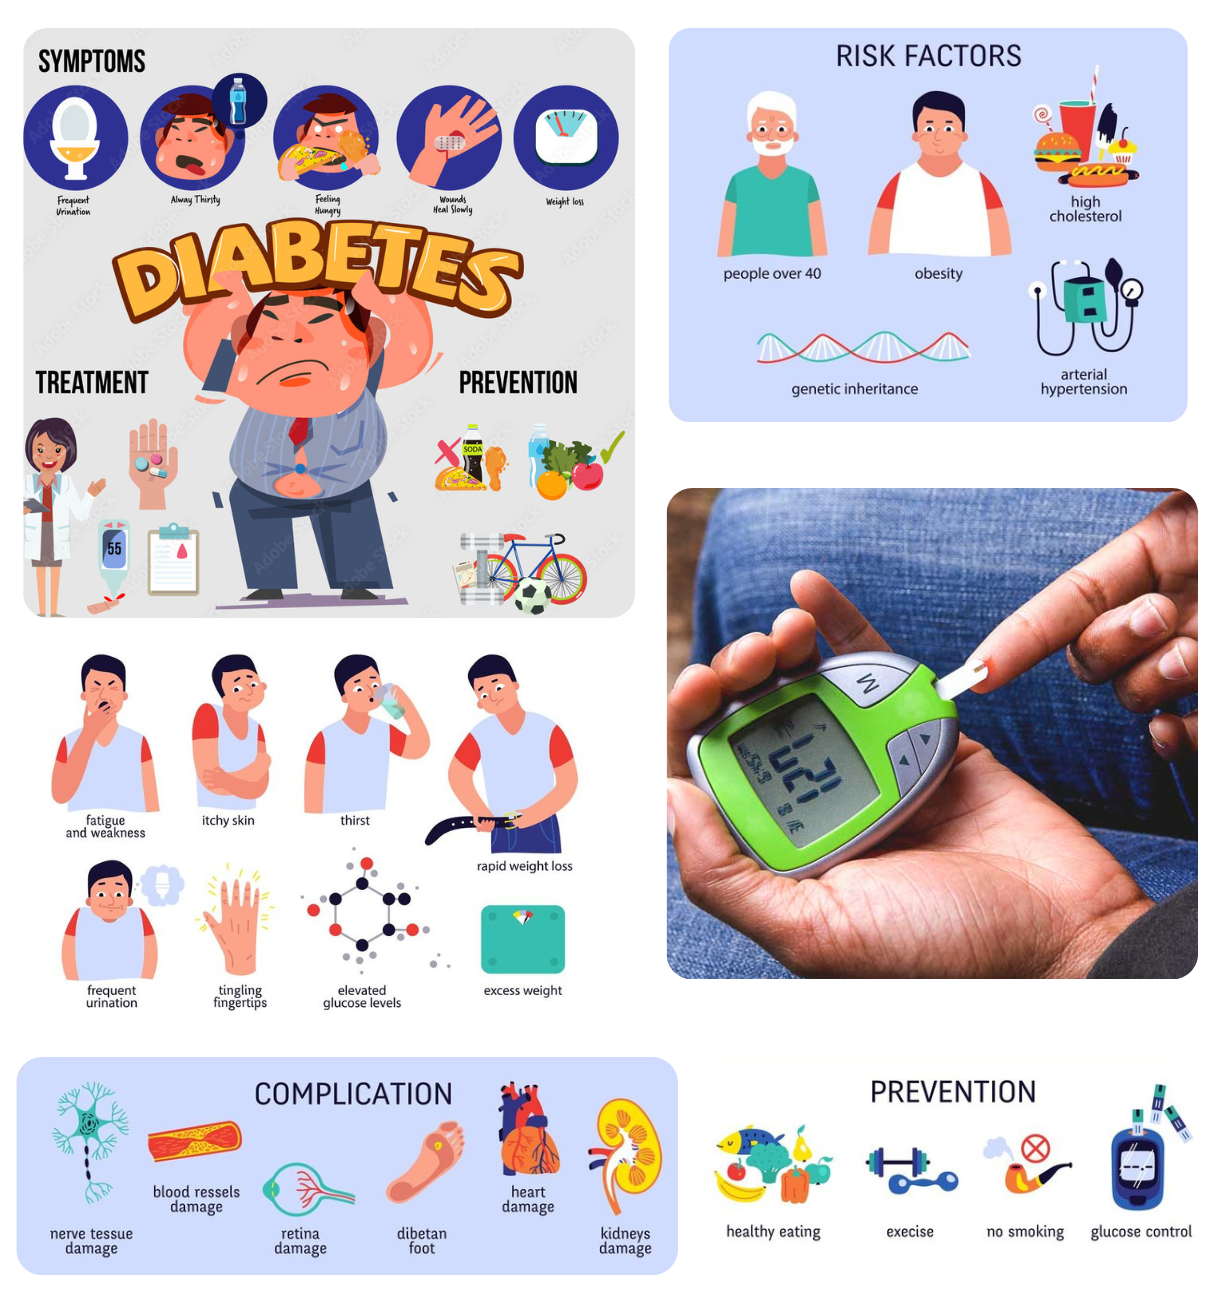 SYMPTOMS
Frequent
Urination
Alway Thirsty
Feeling
Hungry
Wounds
Heal Slowly
Weight loss
DIABETES
TREATMENT
55
PREVENTION
SODA
RISK FACTORS
people over 40
obesity
high
cholesterol
genetic inheritance
arterial
hypertension
M
fatigue
and weakness
itchy skin
thirst
rapid weight loss
frequent
urination
tingling
fingertips
elevated
glucose levels
excess weight
COMPLICATION
nerve tessue
damage
blood ressels
damage
retina
damage
dibetan
foot
heart
damage
kidneys
damage
PREVENTION
healthy eating
execise
no smoking
glucose control